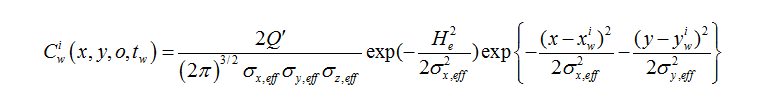 C_w^i(x,y,o,t_w)=\frac{2Q'}{(2\pi)^{3/2}\sigma_{x,eff}\sigma_{y,eff}\sigma_{z,eff}}\exp(-\frac{H_e^2}{2\sigma_{x,eff}^2})\exp\left\{-\frac{(x-x_w^i)^2}{2\sigma_{x,eff}^2}-\frac{(y-y_w^i)^2}{2\sigma_{y,eff}^2}\right\}